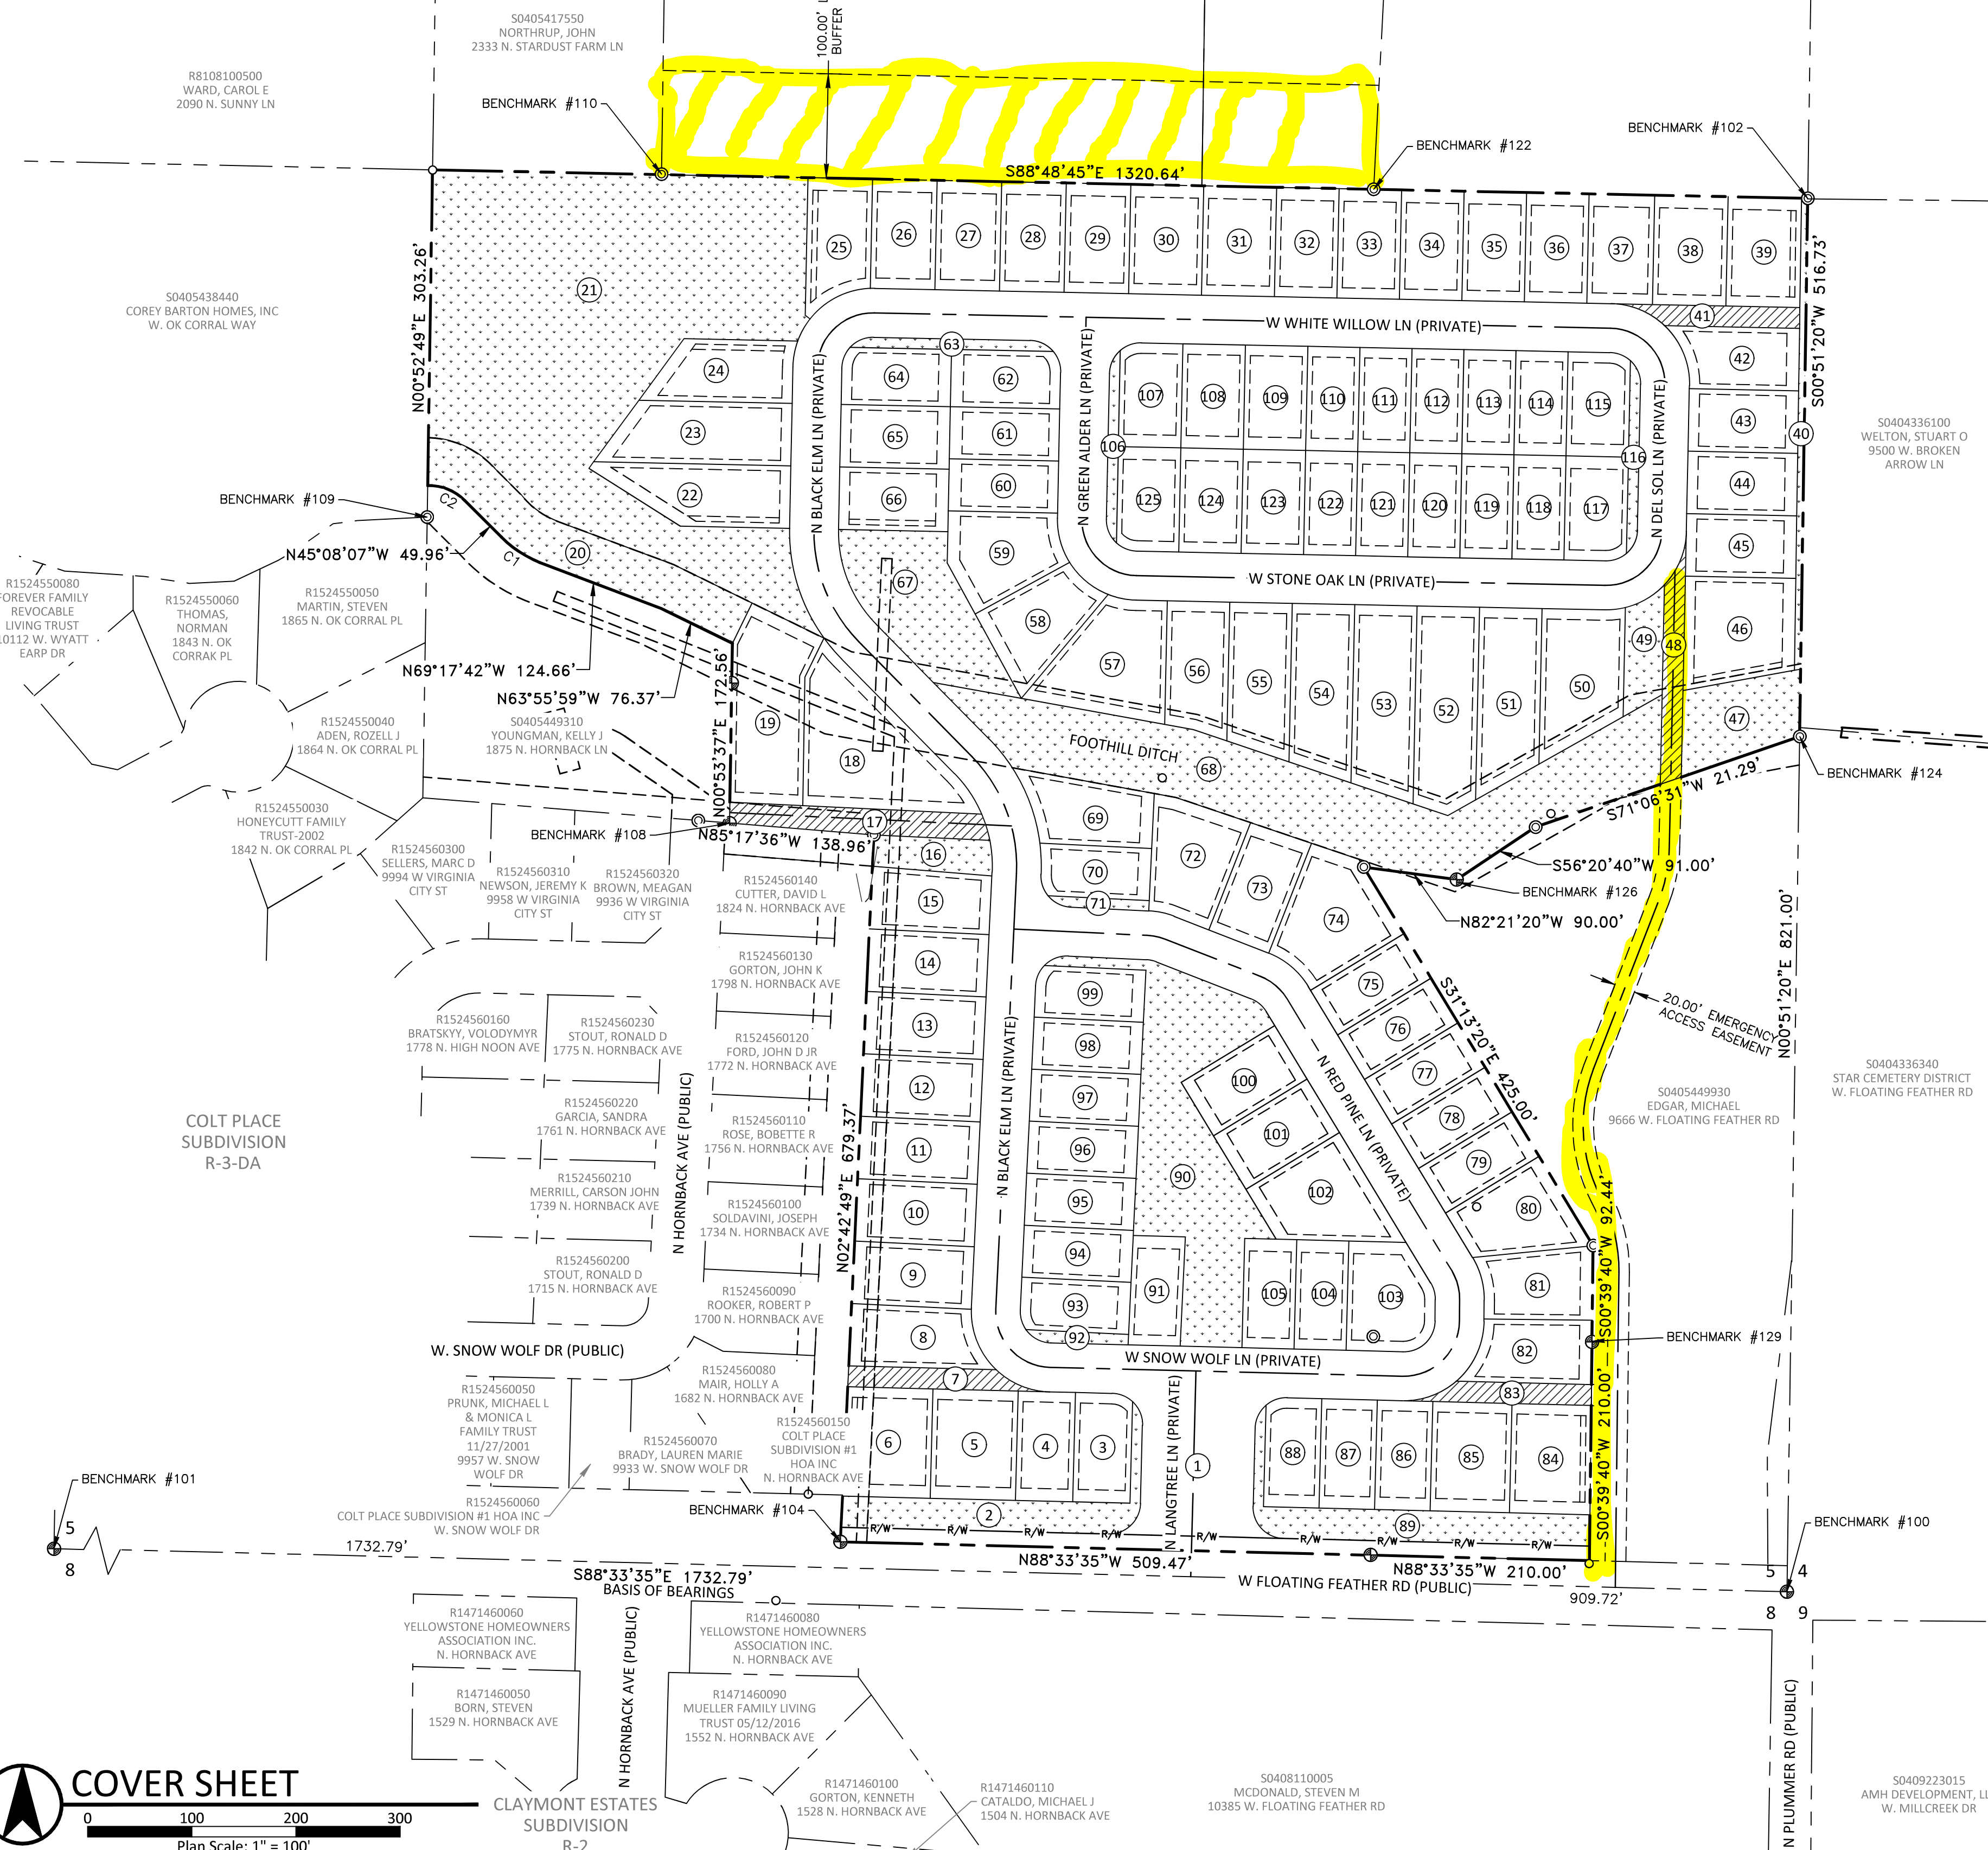 S0405417550
NORTHRUP, JOHN
2333 N. STARDUST FARM LN
100.00'
BUFFER
R8108100500
WARD, CAROL E
2090 N. SUNNY LN
BENCHMARK #110
BENCHMARK #122
BENCHMARK #102
S88°48'45"E 1320.64'
N00°52'49"E 303.26'
S0405438440
COREY BARTON HOMES, INC
W. OK CORRAL WAY
21
25
26
27
28
29
30
31
32
33
34
35
36
37
38
39
S00°51'20"W 516.73'
41
W WHITE WILLOW LN (PRIVATE)
N BLACK ELM LN (PRIVATE)
N GREEN ALDER LN (PRIVATE)
N DEL SOL LN (PRIVATE)
24
23
22
63
64
62
65
61
66
60
59
107
108
109
110
111
112
113
114
115
106
116
125
124
123
122
121
120
119
118
117
42
43
40
44
45
46
S0404336100
WELTON, STUART O
9500 W. BROKEN
ARROW LN
BENCHMARK #109
C2
C1
N45°08'07"W 49.96'
20
67
W STONE OAK LN (PRIVATE)
58
57
56
55
54
53
52
51
50
49
48
47
R1524550080
FOREVER FAMILY
REVOCABLE
LIVING TRUST
10112 W. WYATT
EARP DR
R1524550060
THOMAS,
NORMAN
1843 N. OK
CORRAK PL
R1524550050
MARTIN, STEVEN
1865 N. OK CORRAL PL
N69°17'42"W 124.66'
N63°55'59"W 76.37'
N00°53'37"E 172.56'
R1524550040
ADEN, ROZELL J
1864 N. OK CORRAL PL
S0405449310
YOUNGMAN, KELLY J
1875 N. HORNBACK LN
19
18
FOOTHILL DITCH
68
BENCHMARK #124
S71°06'31"W 21.29'
R1524550030
HONEYCUTT FAMILY
TRUST-2002
1842 N. OK CORRAL PL
BENCHMARK #108
N85°17'36"W 138.96'
17
16
69
70
71
72
73
74
S56°20'40"W 91.00'
BENCHMARK #126
N82°21'20"W 90.00'
R1524560300
SELLERS, MARC D
9994 W VIRGINIA
CITY ST
R1524560310
NEWSON, JEREMY K
9958 W VIRGINIA
CITY ST
R1524560320
BROWN, MEAGAN
9936 W VIRGINIA
CITY ST
R1524560140
CUTTER, DAVID L
1824 N. HORNBACK AVE
15
14
13
12
11
10
9
8
R1524560130
GORTON, JOHN K
1798 N. HORNBACK AVE
99
98
97
96
95
94
93
92
100
101
102
90
91
105
104
103
75
76
77
78
79
80
81
82
S31°13'20"E 425.00'
20.00' EMERGENCY
ACCESS EASEMENT
N00°51'20"E 821.00'
R1524560160
BRATSKYY, VOLODYMYR
1778 N. HIGH NOON AVE
R1524560230
STOUT, RONALD D
1775 N. HORNBACK AVE
R1524560120
FORD, JOHN D JR
1772 N. HORNBACK AVE
N BLACK ELM LN (PRIVATE)
N RED PINE LN (PRIVATE)
S0405449930
EDGAR, MICHAEL
9666 W. FLOATING FEATHER RD
S0404336340
STAR CEMETERY DISTRICT
W. FLOATING FEATHER RD
COLT PLACE
SUBDIVISION
R-3-DA
R1524560220
GARCIA, SANDRA
1761 N. HORNBACK AVE
N HORNBACK AVE (PUBLIC)
R1524560110
ROSE, BOBETTE R
1756 N. HORNBACK AVE
N02°42'49"E 679.37'
R1524560210
MERRILL, CARSON JOHN
1739 N. HORNBACK AVE
R1524560100
SOLDAVINI, JOSEPH
1734 N. HORNBACK AVE
S00°39'40"W 92.44'
R1524560200
STOUT, RONALD D
1715 N. HORNBACK AVE
R1524560090
ROOKER, ROBERT P
1700 N. HORNBACK AVE
BENCHMARK #129
W. SNOW WOLF DR (PUBLIC)
W SNOW WOLF LN (PRIVATE)
R1524560080
MAIR, HOLLY A
1682 N. HORNBACK AVE
7
83
R1524560050
PRUNK, MICHAEL L
& MONICA L
FAMILY TRUST
11/27/2001
9957 W. SNOW
WOLF DR
R1524560070
BRADY, LAUREN MARIE
9933 W. SNOW WOLF DR
R1524560150
COLT PLACE
SUBDIVISION #1
HOA INC
N. HORNBACK AVE
6
5
4
3
N LANGTREE LN (PRIVATE)
1
88
87
86
85
84
S00°39'40"W 210.00'
BENCHMARK #101
R1524560060
COLT PLACE SUBDIVISION #1 HOA INC
W. SNOW WOLF DR
BENCHMARK #104
2
89
R/W
R/W
R/W
R/W
R/W
R/W
R/W
R/W
R/W
BENCHMARK #100
5
8
1732.79'
N88°33'35"W 509.47'
N88°33'35"W 210.00'
S88°33'35"E 1732.79'
BASIS OF BEARINGS
W FLOATING FEATHER RD (PUBLIC)
909.72'
5
4
8
9
R1471460060
YELLOWSTONE HOMEOWNERS
ASSOCIATION INC.
N. HORNBACK AVE
R1471460080
YELLOWSTONE HOMEOWNERS
ASSOCIATION INC.
N. HORNBACK AVE
N HORNBACK AVE (PUBLIC)
R1471460050
BORN, STEVEN
1529 N. HORNBACK AVE
R1471460090
MUELLER FAMILY LIVING
TRUST 05/12/2016
1552 N. HORNBACK AVE
N PLUMMER RD (PUBLIC)
COVER SHEET
0
100
200
300
Plan Scale: 1" = 100'
CLAYMONT ESTATES
SUBDIVISION
R-2
R1471460100
GORTON, KENNETH
1528 N. HORNBACK AVE
R1471460110
CATALDO, MICHAEL J
1504 N. HORNBACK AVE
S0408110005
MCDONALD, STEVEN M
10385 W. FLOATING FEATHER RD
S0409223015
AMH DEVELOPMENT, LL
W. MILLCREEK DR